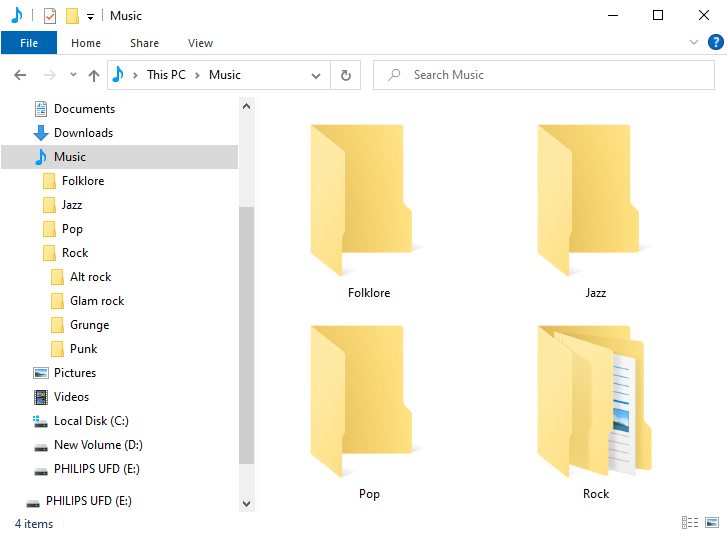 Music
File Home Share View
This PC Music Search Music
Documents
Downloads
Music
Folklore
Jazz
Pop
Rock
Alt rock
Glam rock
Grunge
Punk
Pictures
Videos
Local Disk (C:)
New Volume (D:)
PHILIPS UFD (E:)
PHILIPS UFD (E:)
Folklore Jazz
Pop Rock
4 items